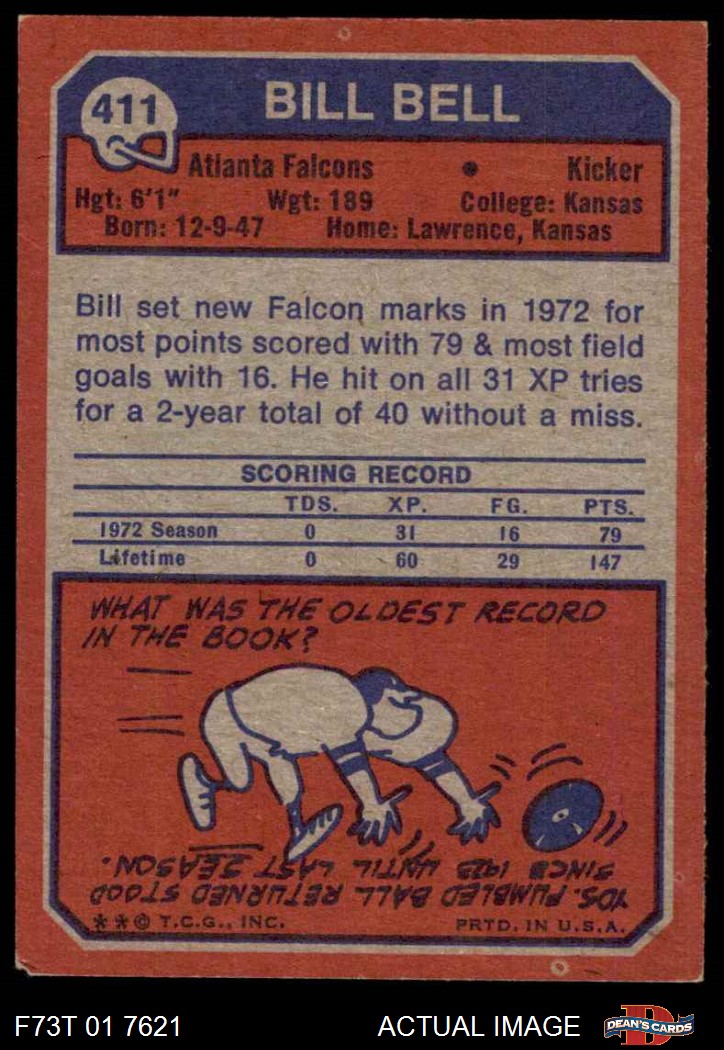 411
BILL BELL
Atlanta Falcons • Kicker
Hgt: 6'1" Wgt: 189 College: Kansas
Born: 12-9-47 Home: Lawrence, Kansas
Bill set new Falcon marks in 1972 for
most points scored with 79 & most field
goals with 16. He hit on all 31 XP tries
for a 2-year total of 40 without a miss.
SCORING RECORD
TDS. XP. FG. PTS.
1972 Season 0 31 16 79
Lifetime 0 60 29 147
WHAT WAS THE OLDEST RECORD
IN THE BOOK?
YDS. FUMBLED BALL RETURNED STOOD
SINCE 1923 UNTIL LAST SEASON.
**© T.C.G., INC. PRTD. IN U.S.A.
F73T 01 7621 ACTUAL IMAGE
D
DEAN'S CARDS